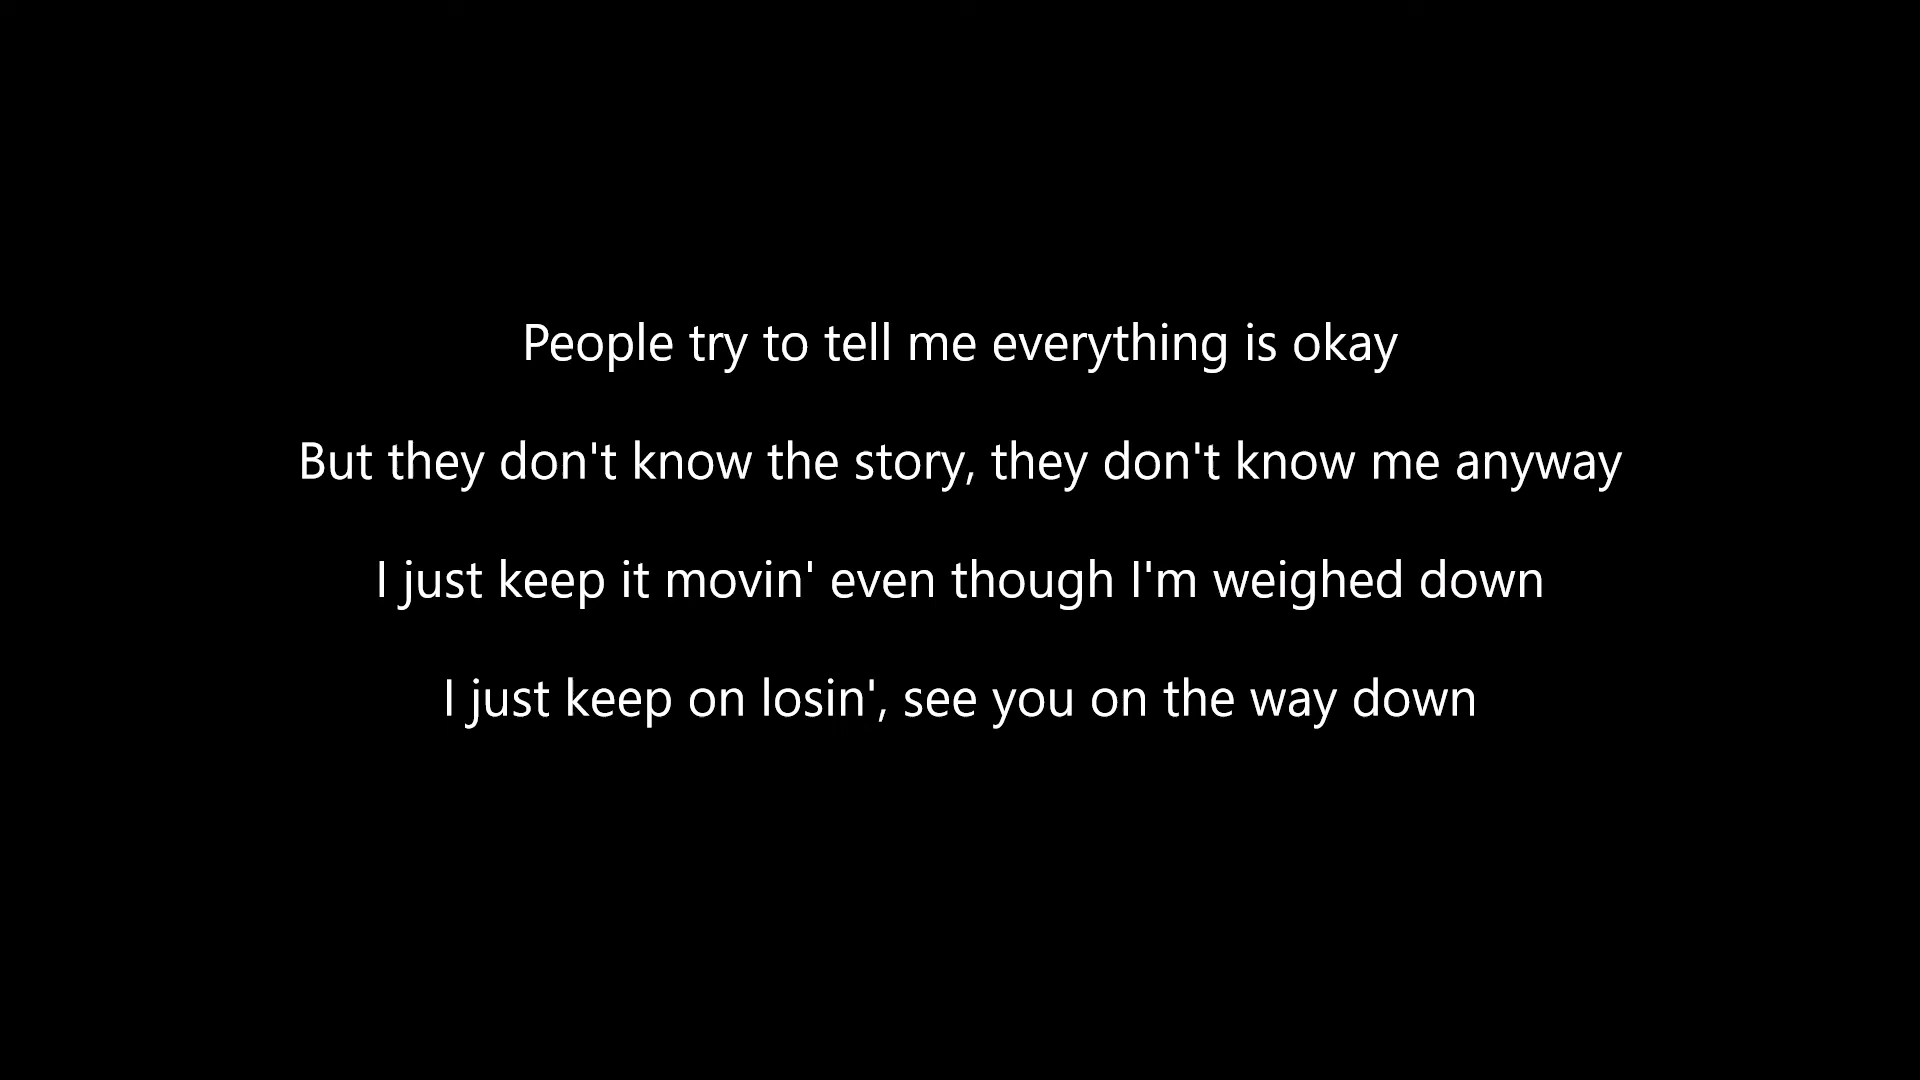 People try to tell me everything is okay
But they don't know the story, they don't know me anyway
I just keep it movin' even though I'm weighed down
I just keep on losin', see you on the way down